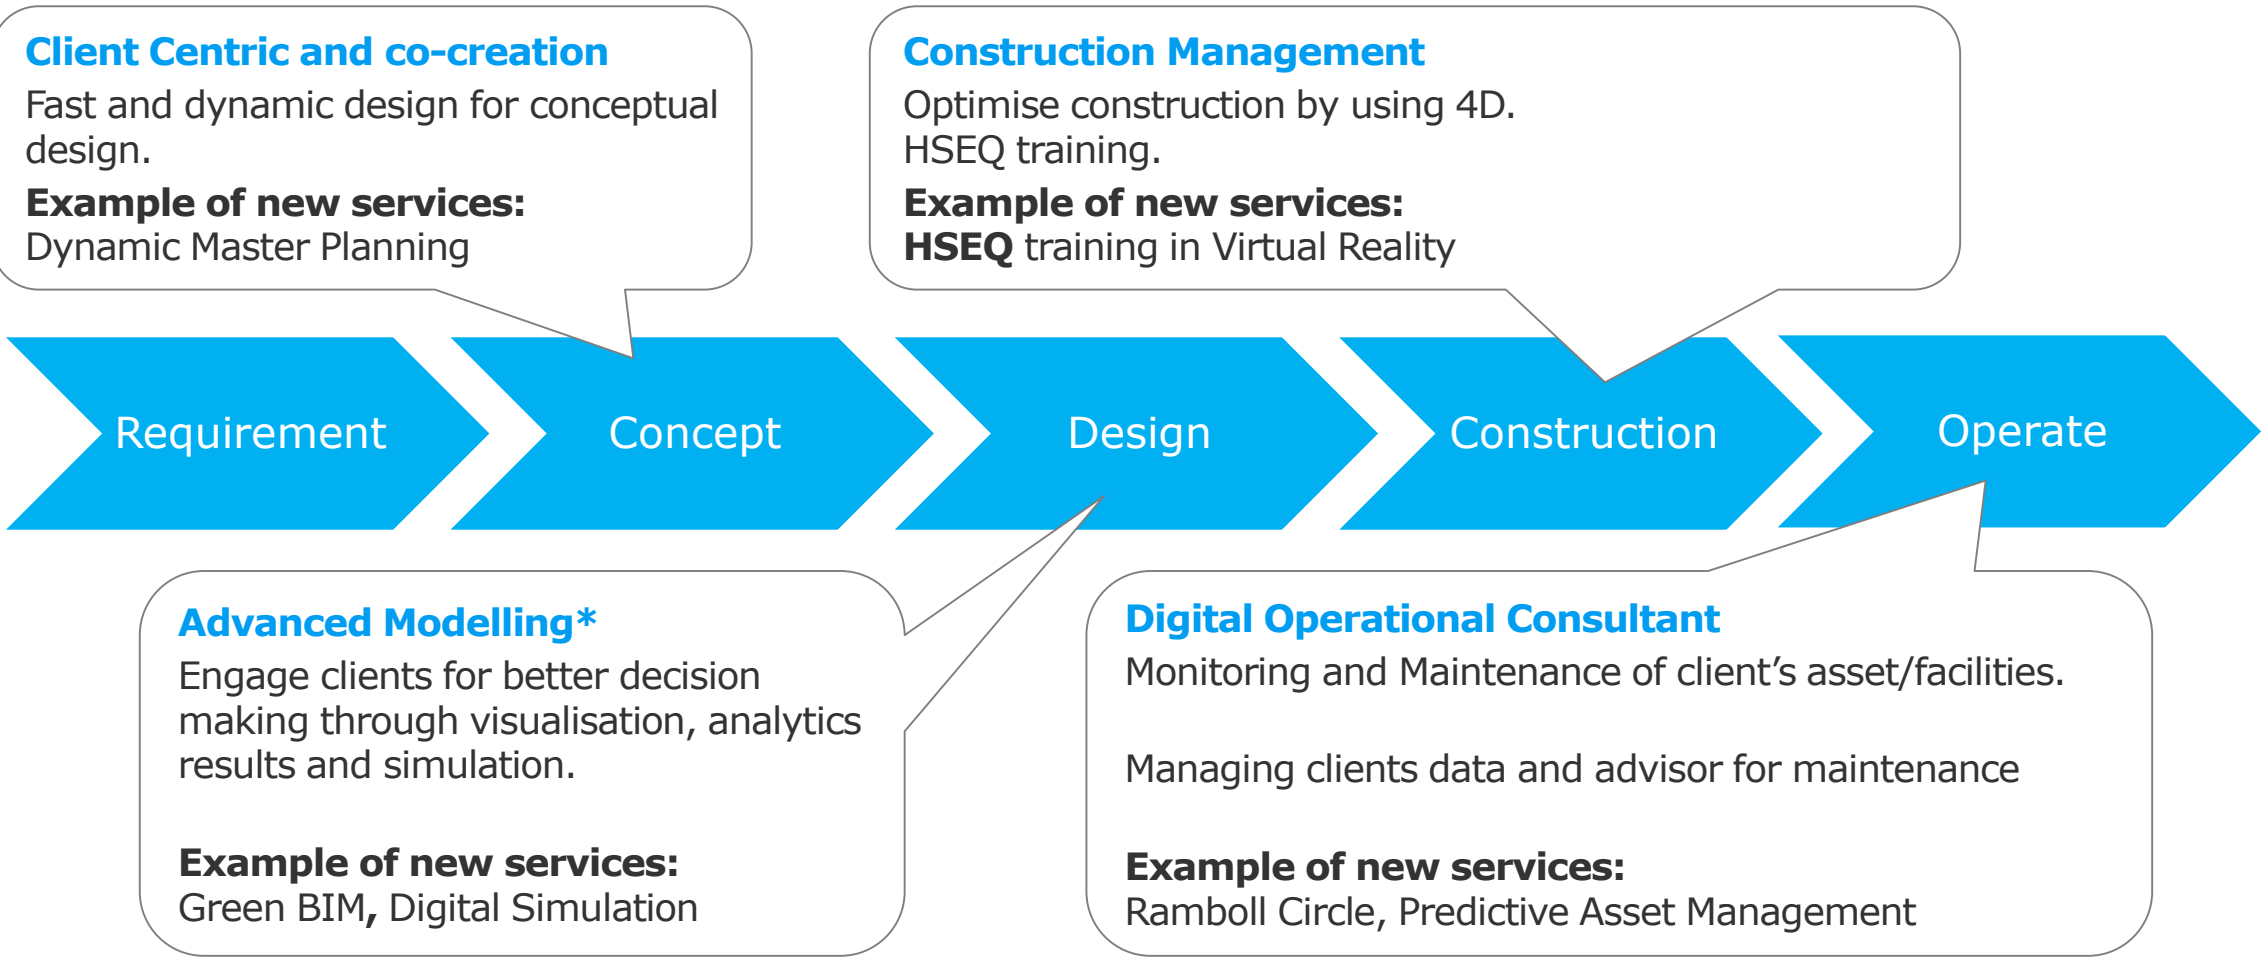 Client Centric and co-creation
Fast and dynamic design for conceptual
design.
Example of new services:
Dynamic Master Planning
Construction Management
Optimise construction by using 4D.
HSEQ training.
Example of new services:
HSEQ training in Virtual Reality
Requirement
Concept
Design
Construction
Operate
Advanced Modelling*
Engage clients for better decision
making through visualisation, analytics
results and simulation.
Example of new services:
Green BIM, Digital Simulation
Digital Operational Consultant
Monitoring and Maintenance of client’s asset/facilities.
Managing clients data and advisor for maintenance
Example of new services:
Ramboll Circle, Predictive Asset Management